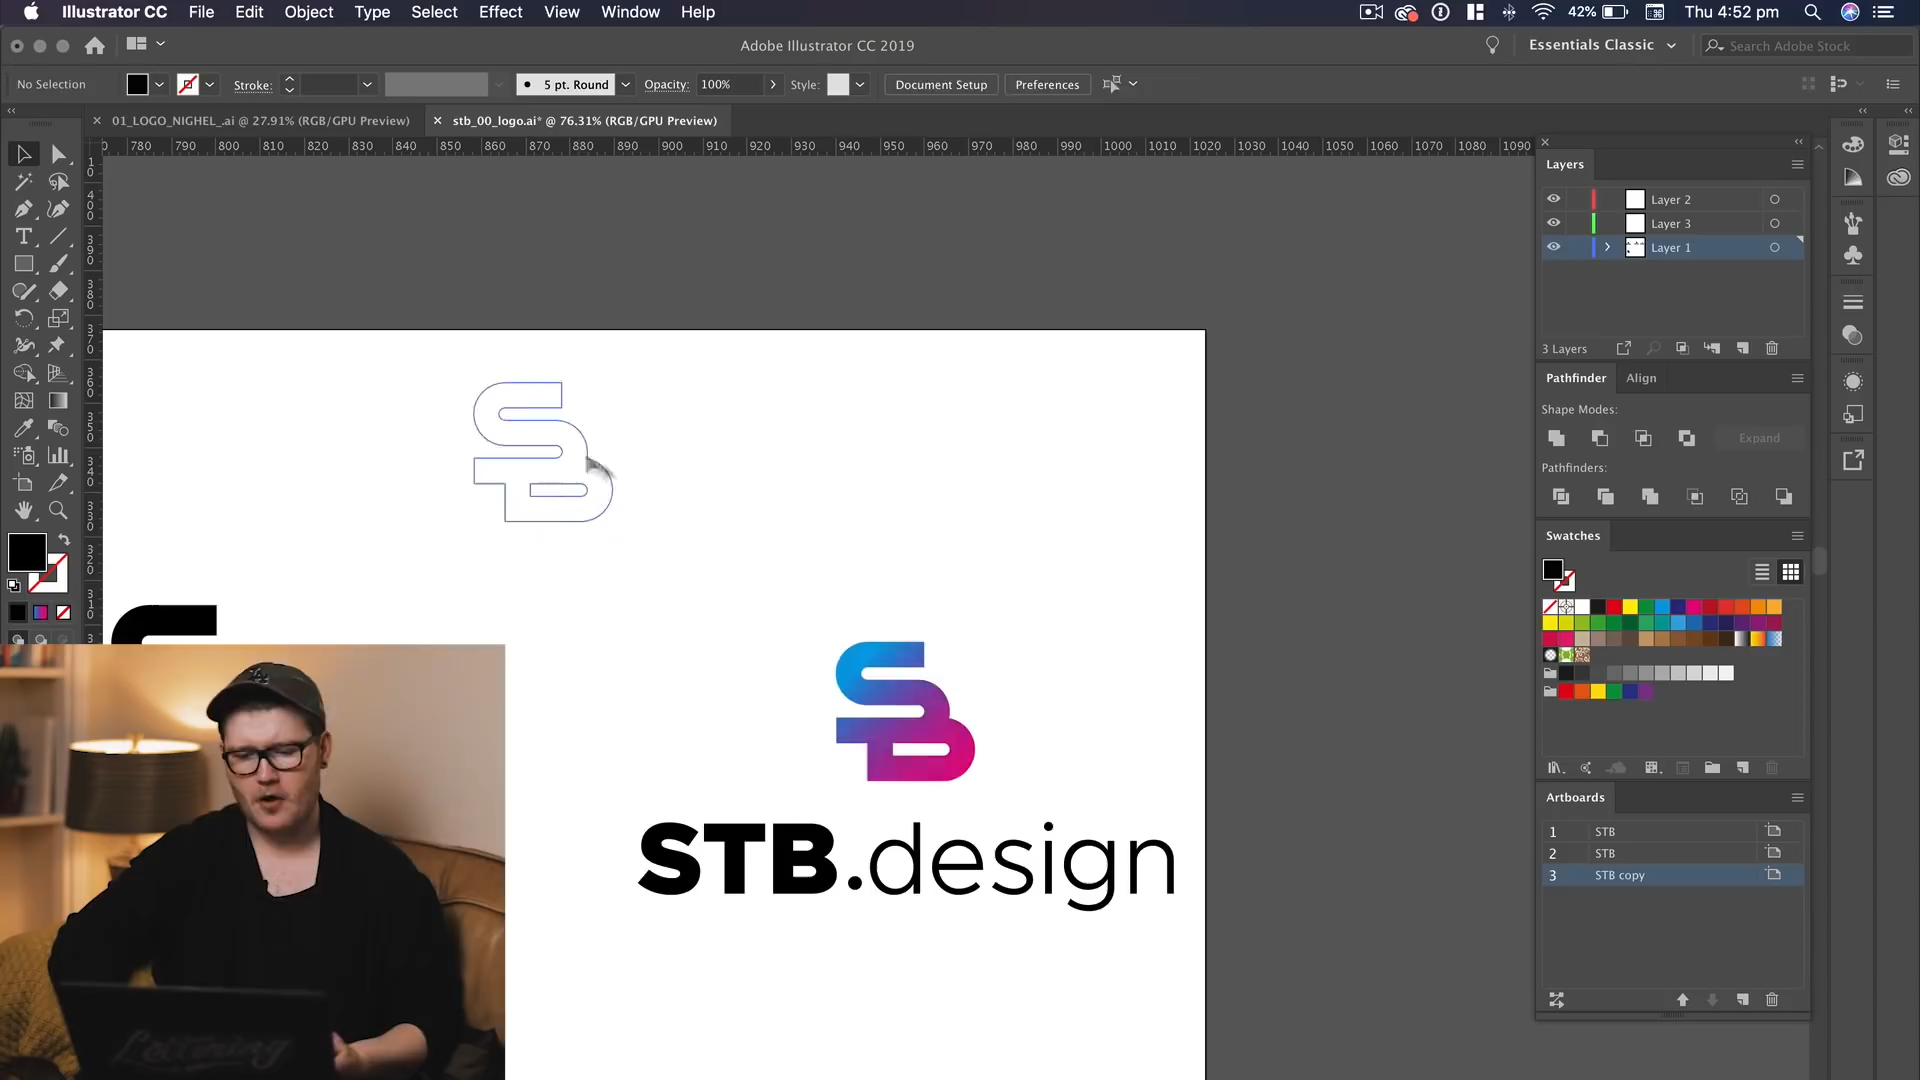 Illustrator CC File Edit Object Type Select Effect View Window Help 42% Thu 4:52 pm
Adobe Illustrator CC 2019 Essentials Classic Search Adobe Stock
No Selection Stroke: 5 pt. Round Opacity: 100% Style: Document Setup Preferences
01_LOGO_NIGHEL_.ai @ 27.91% (RGB/GPU Preview) stb_00_logo.ai* @ 76.31% (RGB/GPU Preview)
780 790 800 810 820 830 840 850 860 870 880 890 900 910 920 930 940 950 960 970 980 990 1000 1010 1020 1030 1040 1050 1060 1070 1080 1090
Layers
Layer 2
Layer 3
Layer 1
3 Layers
Pathfinder Align
Shape Modes:
Expand
Pathfinders:
Swatches
Artboards
1 STB
2 STB
3 STB copy
STB.design
LA
Lettering